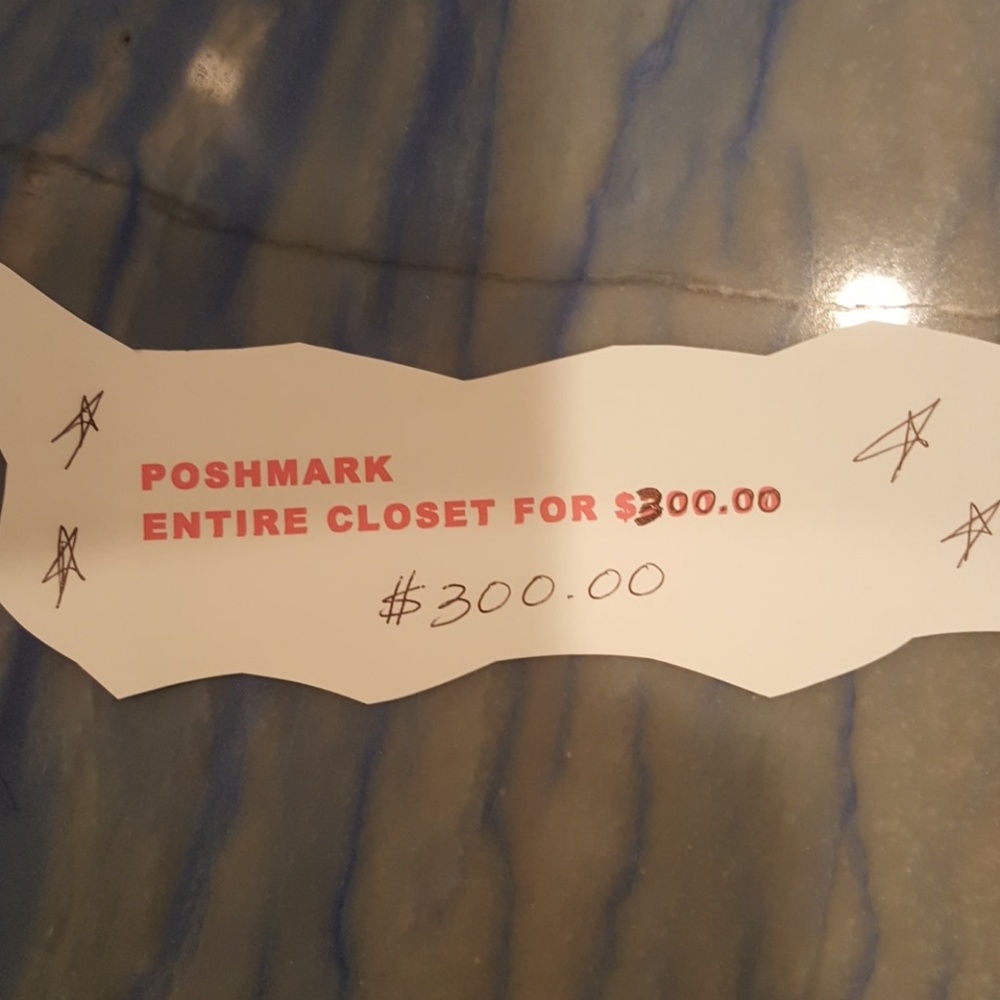 POSHMARK
ENTIRE CLOSET FOR $300.00
$300.00